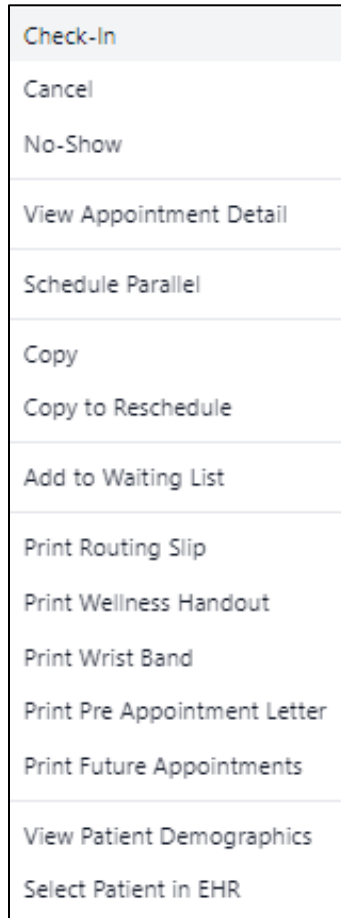 Check-In
Cancel
No-Show
View Appointment Detail
Schedule Parallel
Copy
Copy to Reschedule
Add to Waiting List
Print Routing Slip
Print Wellness Handout
Print Wrist Band
Print Pre Appointment Letter
Print Future Appointments
View Patient Demographics
Select Patient in EHR